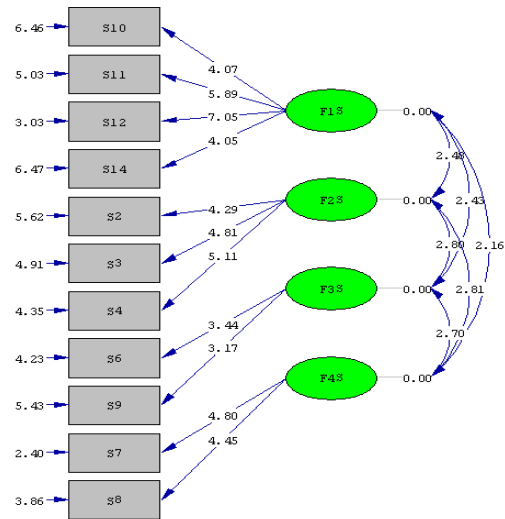 6.46 S10
5.03 S11
3.03 S12
6.47 S14
5.62 S2
4.91 S3
4.35 S4
4.23 S6
5.43 S9
2.40 S7
3.86 S8
4.07
5.89
7.05
4.05
4.29
4.81
5.11
3.44
3.17
4.80
4.45
F1S 0.00
F2S 0.00
F3S 0.00
F4S 0.00
2.48
2.43
2.16
2.80
2.81
2.70